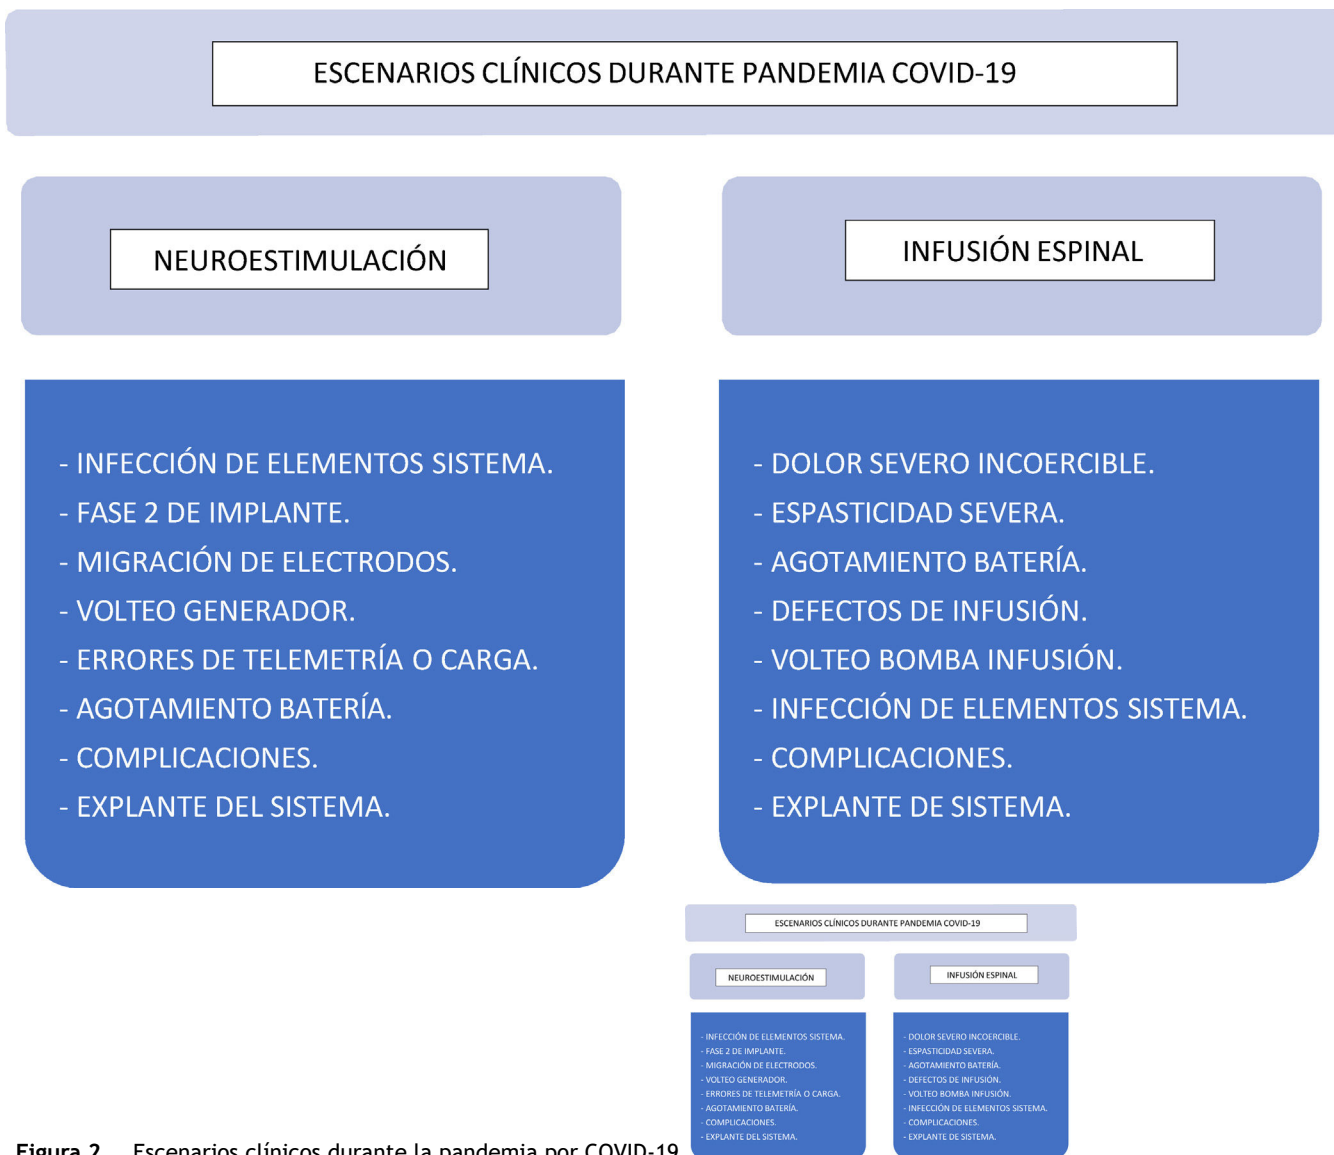 ESCENARIOS CLÍNICOS DURANTE PANDEMIA COVID-19
NEUROESTIMULACIÓN
- INFECCIÓN DE ELEMENTOS SISTEMA.
- FASE 2 DE IMPLANTE.
- MIGRACIÓN DE ELECTRODOS.
- VOLTEO GENERADOR.
- ERRORES DE TELEMETRÍA O CARGA.
- AGOTAMIENTO BATERÍA.
- COMPLICACIONES.
- EXPLANTE DEL SISTEMA.
INFUSIÓN ESPINAL
- DOLOR SEVERO INCOERCIBLE.
- ESPASTICIDAD SEVERA.
- AGOTAMIENTO BATERÍA.
- DEFECTOS DE INFUSIÓN.
- VOLTEO BOMBA INFUSIÓN.
- INFECCIÓN DE ELEMENTOS SISTEMA.
- COMPLICACIONES.
- EXPLANTE DE SISTEMA.
ESCENARIOS CLÍNICOS DURANTE PANDEMIA COVID-19
NEUROESTIMULACIÓN
- INFECCIÓN DE ELEMENTOS SISTEMA.
- FASE 2 DE IMPLANTE.
- MIGRACIÓN DE ELECTRODOS.
- VOLTEO GENERADOR.
- ERRORES DE TELEMETRÍA O CARGA.
- AGOTAMIENTO BATERÍA.
- COMPLICACIONES.
- EXPLANTE DEL SISTEMA.
INFUSIÓN ESPINAL
- DOLOR SEVERO INCOERCIBLE.
- ESPASTICIDAD SEVERA.
- AGOTAMIENTO BATERÍA.
- DEFECTOS DE INFUSIÓN.
- VOLTEO BOMBA INFUSIÓN.
- INFECCIÓN DE ELEMENTOS SISTEMA.
- COMPLICACIONES.
- EXPLANTE DE SISTEMA.
Figura 2 Escenarios clínicos durante la pandemia por COVID-19